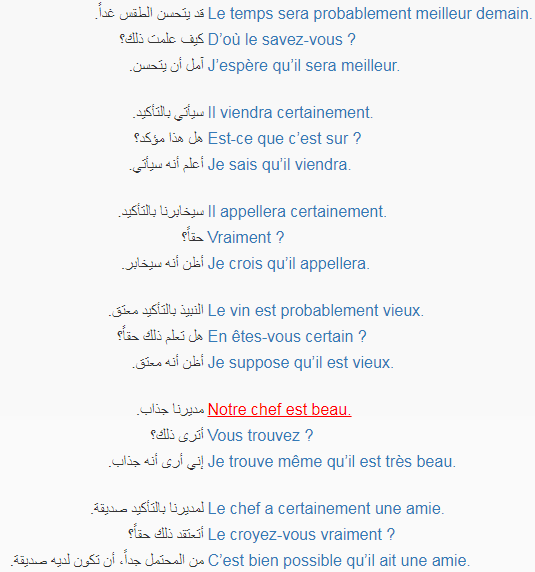 قد يتحسن الطقس غداً. Le temps sera probablement meilleur demain.
كيف علمت ذلك؟ D’où le savez-vous ?
آمل أن يتحسن. J’espère qu’il sera meilleur.
سيأتي بالتأكيد. Il viendra certainement.
هل هذا مؤكد؟ Est-ce que c’est sur ?
أعلم أنه سيأتي. Je sais qu’il viendra.
سيخابرنا بالتأكيد. Il appellera certainement.
حقاً؟ Vraiment ?
أظن أنه سيخابر. Je crois qu’il appellera.
النبيذ بالتأكيد معتق. Le vin est probablement vieux.
هل تعلم ذلك حقاً؟ En êtes-vous certain ?
أظن أنه معتق. Je suppose qu’il est vieux.
مديرنا جذاب. Notre chef est beau.
أترى ذلك؟ Vous trouvez ?
إني أرى أنه جذاب. Je trouve même qu’il est très beau.
لمديرنا بالتأكيد صديقة. Le chef a certainement une amie.
أتعتقد ذلك حقاً؟ Le croyez-vous vraiment ?
من المحتمل جداً، أن تكون لديه صديقة. C’est bien possible qu’il ait une amie.